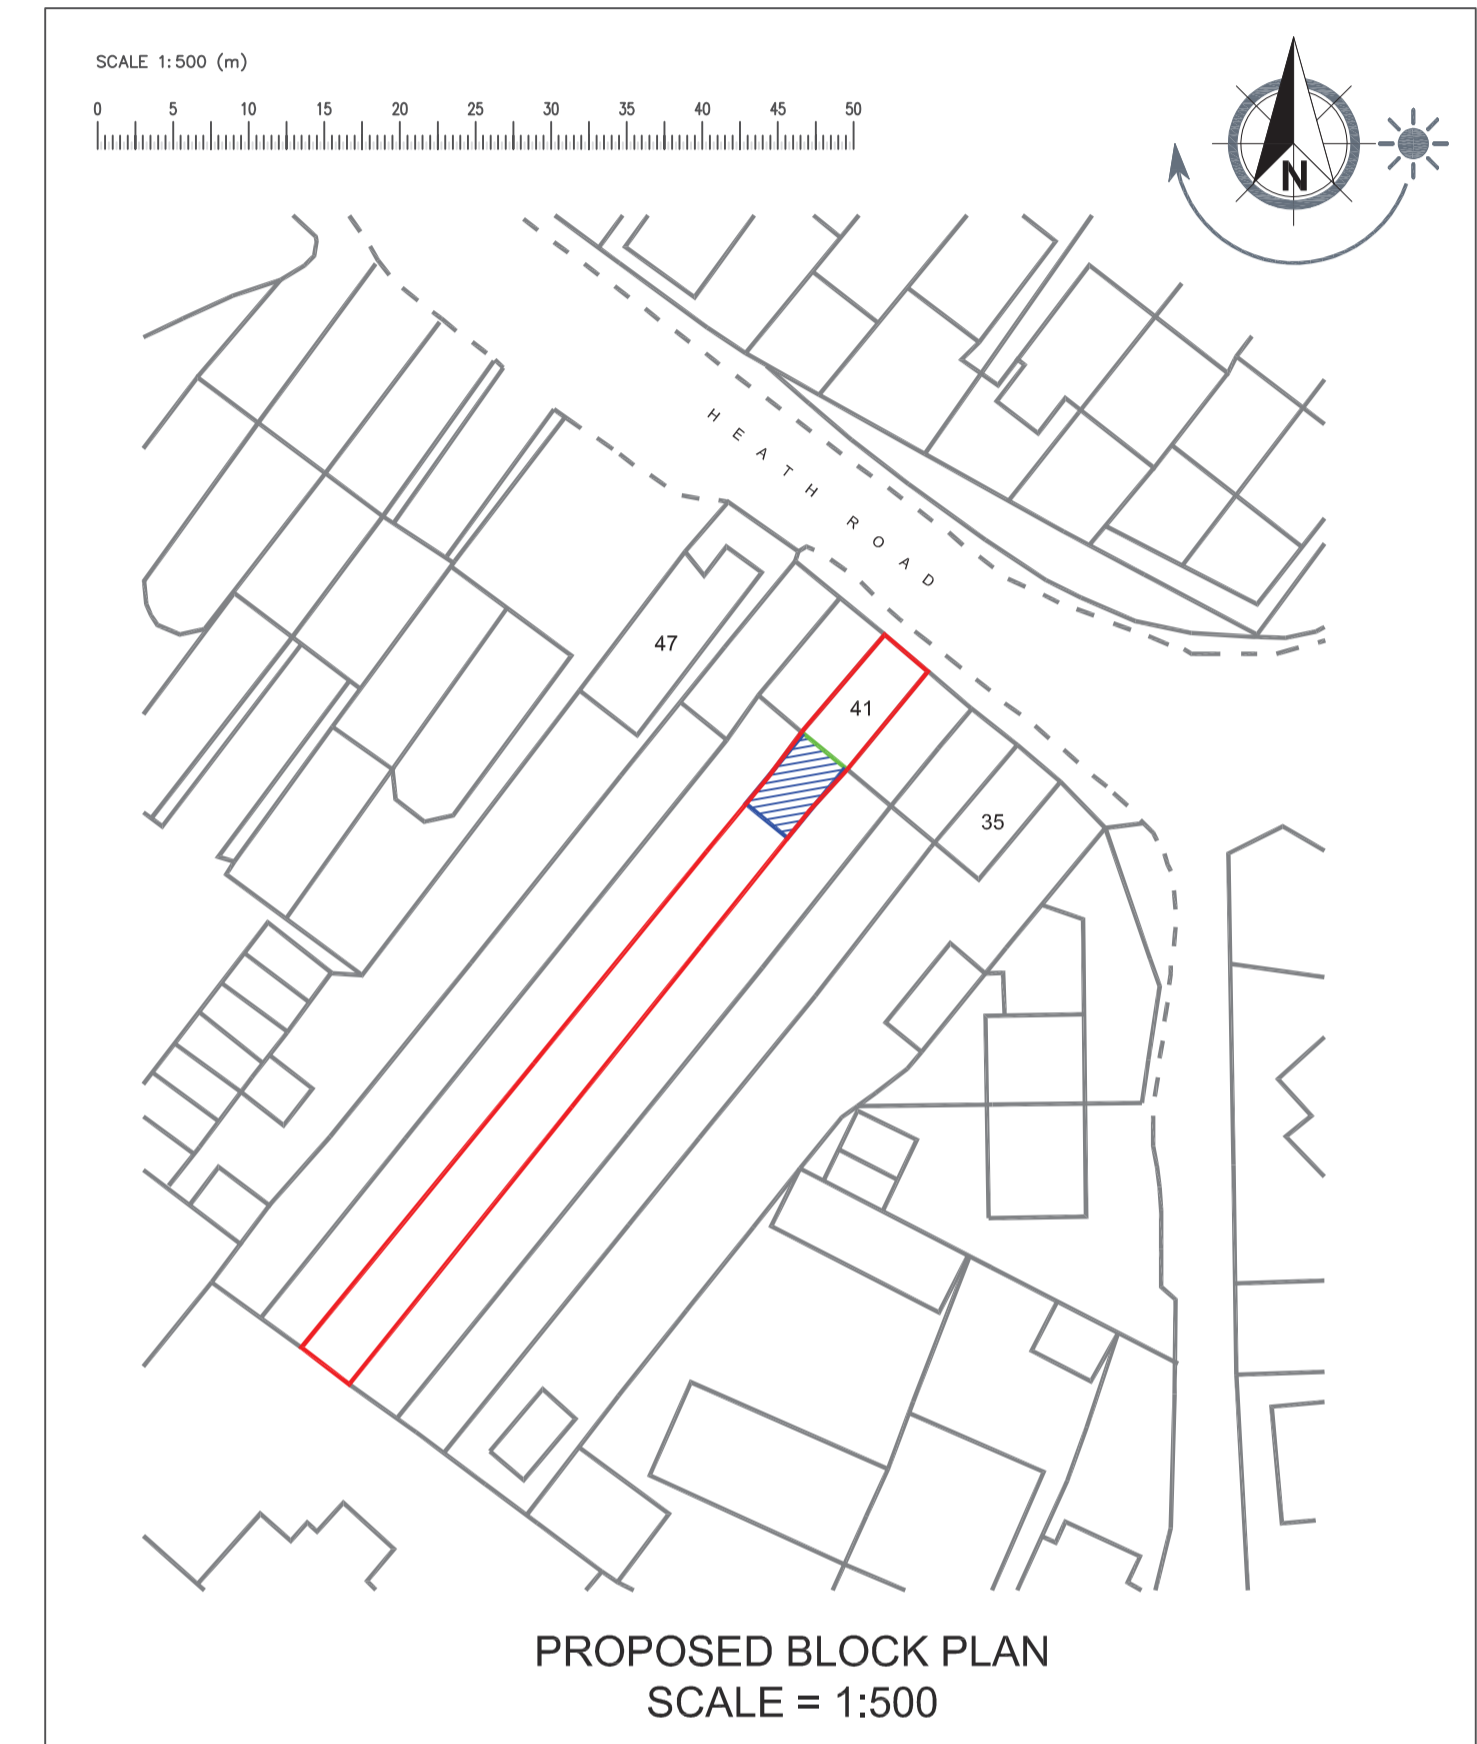 SCALE 1:500 (m)
0 5 10 15 20 25 30 35 40 45 50
N
HEATH ROAD
47
41
35
PROPOSED BLOCK PLAN
SCALE = 1:500